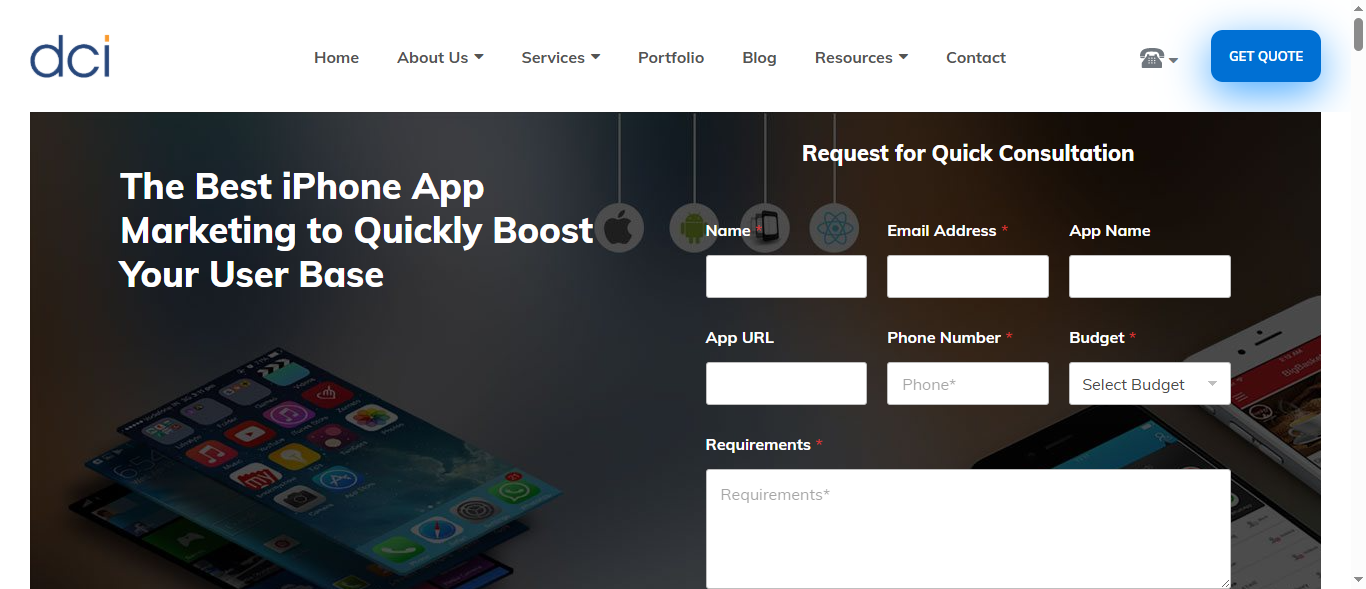 dci
Home
About Us
Services
Portfolio
Blog
Resources
Contact
GET QUOTE
The Best iPhone App
Marketing to Quickly Boost
Your User Base
Request for Quick Consultation
Name *
Email Address *
App Name
App URL
Phone Number *
Budget *
Phone*
Select Budget
Requirements *
Requirements*